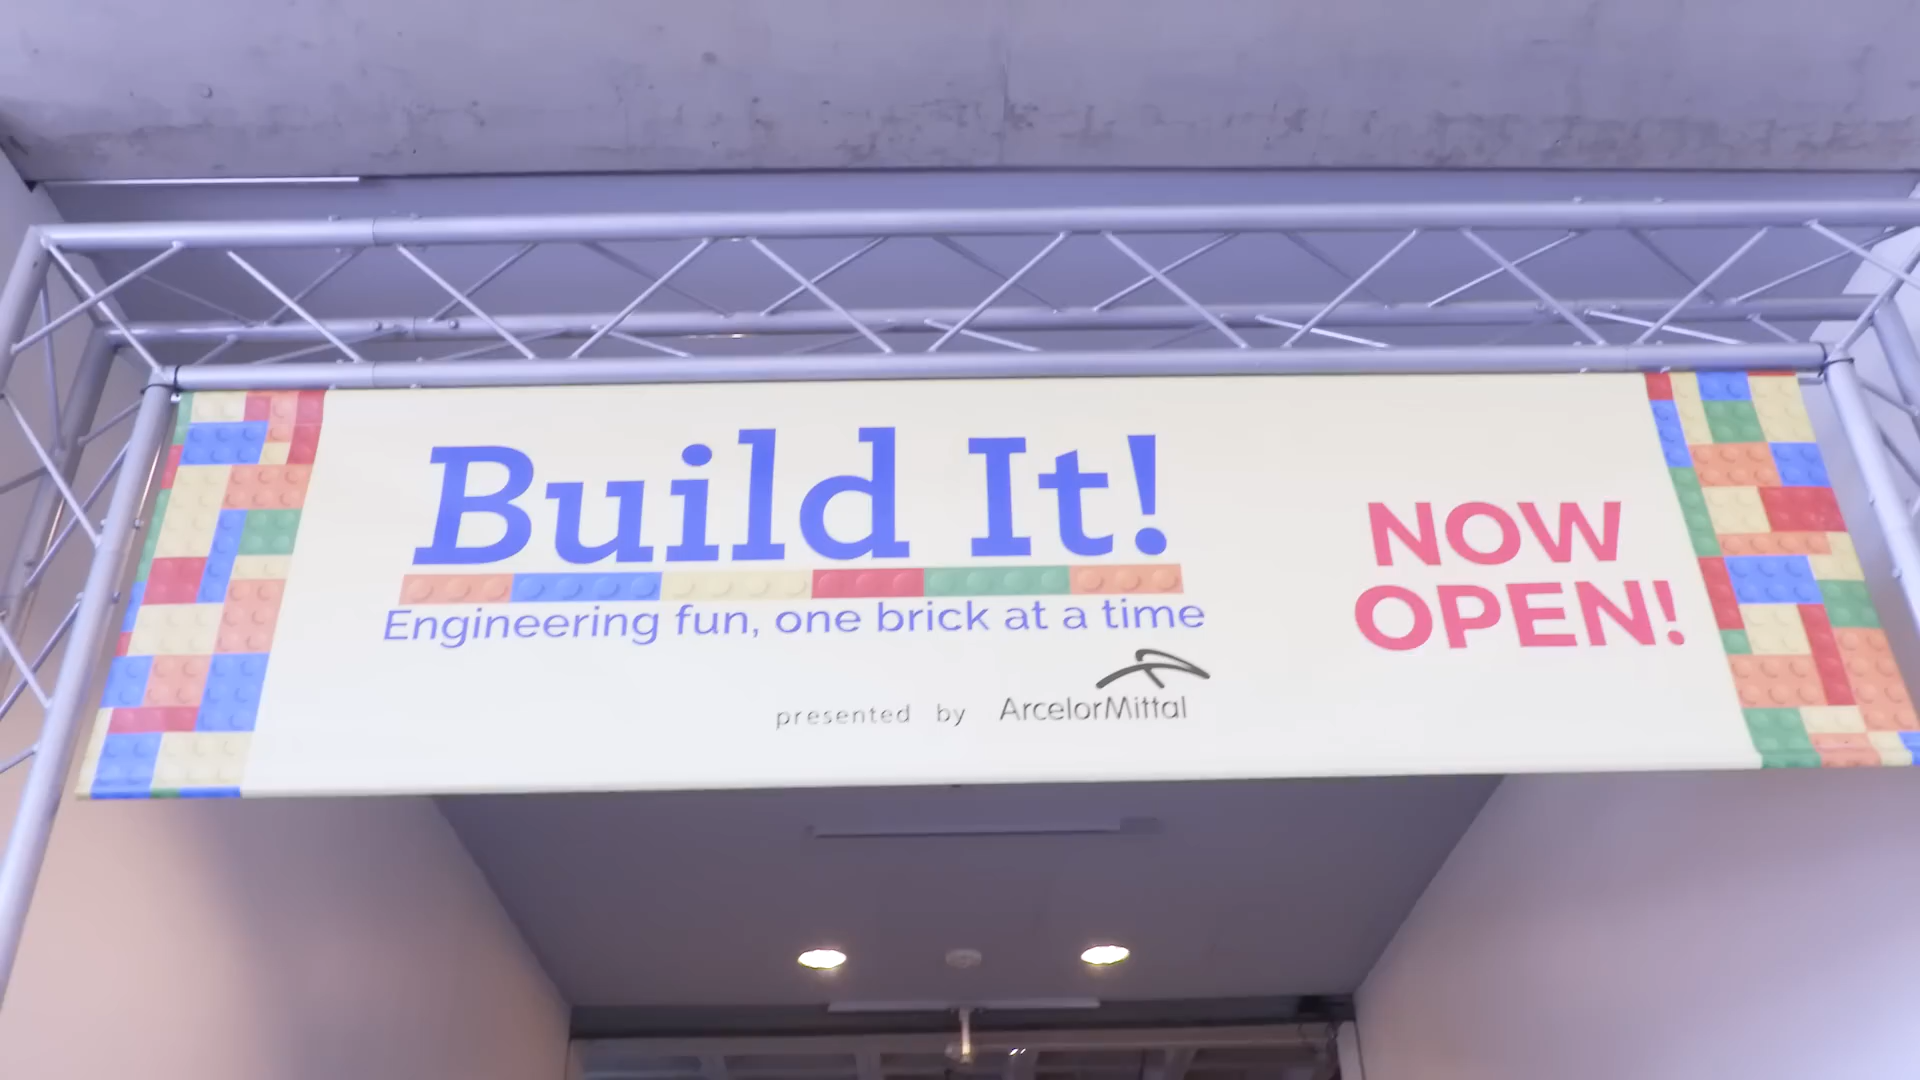 Build It!
Engineering fun, one brick at a time
presented by ArcelorMittal
NOW
OPEN!